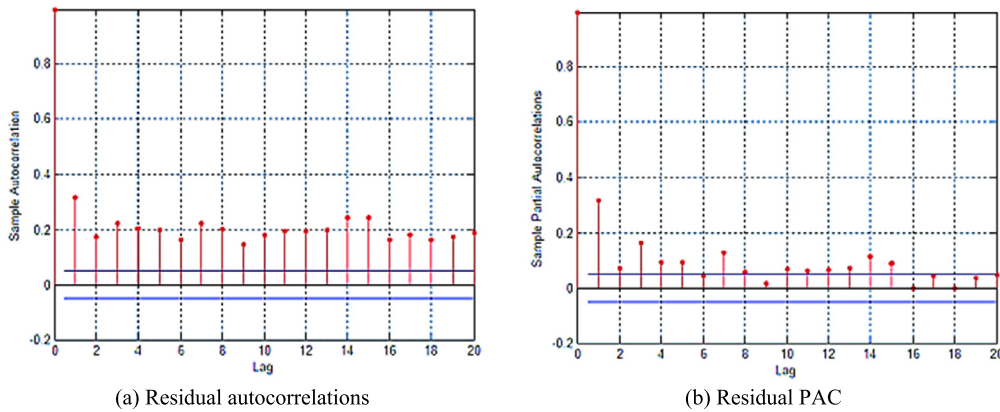 Sample Autocorrelation
0.8
0.6
0.4
0.2
0
-0.2
0 2 4 6 8 10 12 14 16 18 20
Lag
(a) Residual autocorrelations
Sample Partial Autocorrelations
0.8
0.6
0.4
0.2
0
-0.2
0 2 4 6 8 10 12 14 16 18 20
Lag
(b) Residual PAC